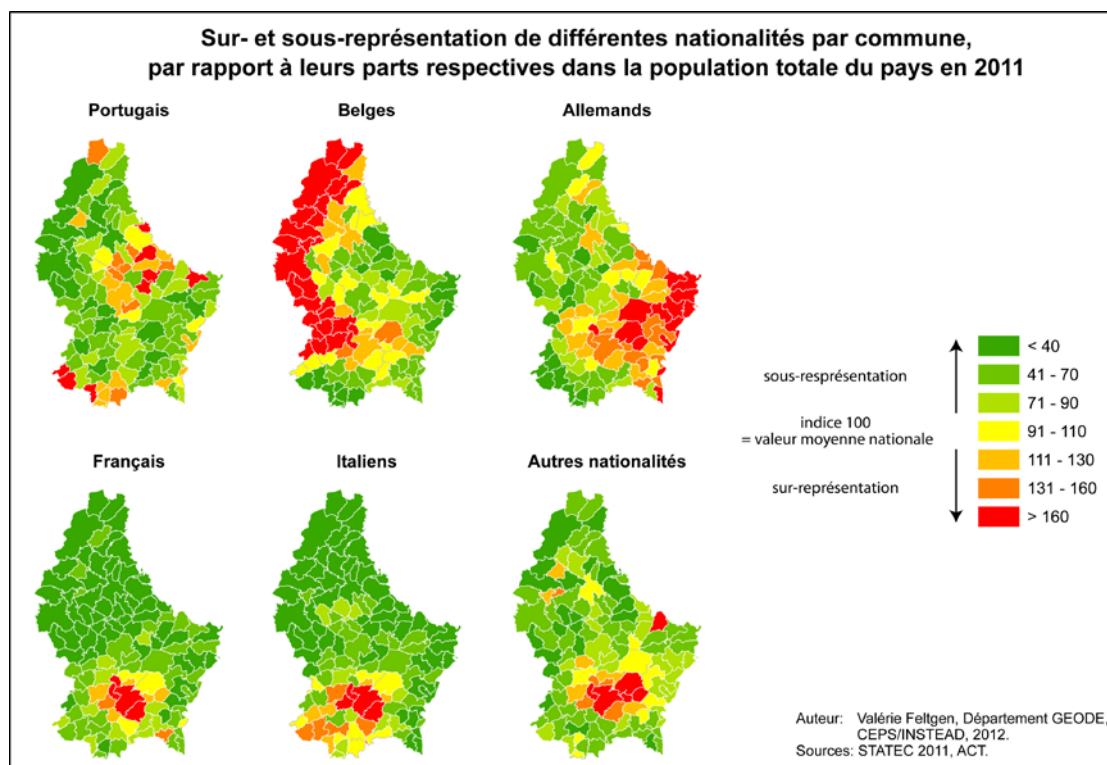 Sur- et sous-représentation de différentes nationalités par commune,
par rapport à leurs parts respectives dans la population totale du pays en 2011
Portugais
Belges
Allemands
Français
Italiens
Autres nationalités
sous-resprésentation
indice 100
= valeur moyenne nationale
sur-représentation
< 40
41 - 70
71 - 90
91 - 110
111 - 130
131 - 160
> 160
Auteur: Valérie Feltgen, Département GEODE,
CEPS/INSTEAD, 2012.
Sources: STATEC 2011, ACT.